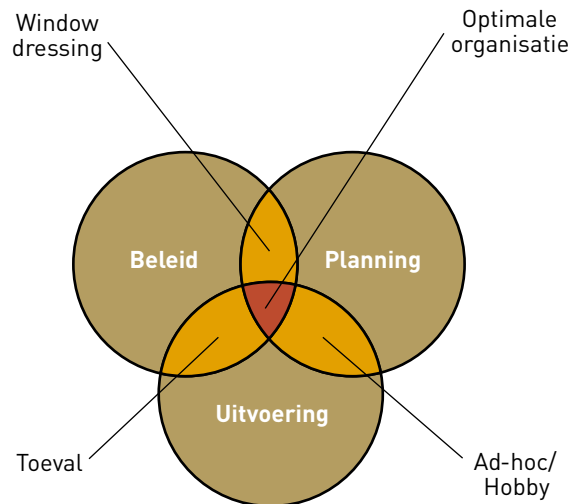 Window
dressing
Optimale
organisatie
Beleid
Planning
Uitvoering
Toeval
Ad-hoc/
Hobby